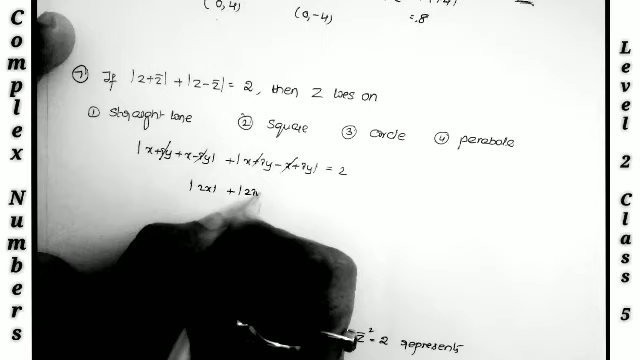 Complex Numbers
Level 2 Class 5
(0,4)
(0,-4)
=.8
7) If |z+z̅| + |z-z̅| = 2, then Z lies on
① straight line ② square ③ circle ④ parabola
|x+iy+x-iy| + |x+iy-x+iy| = 2
|2x| + |2i
z̅² = 2 represents